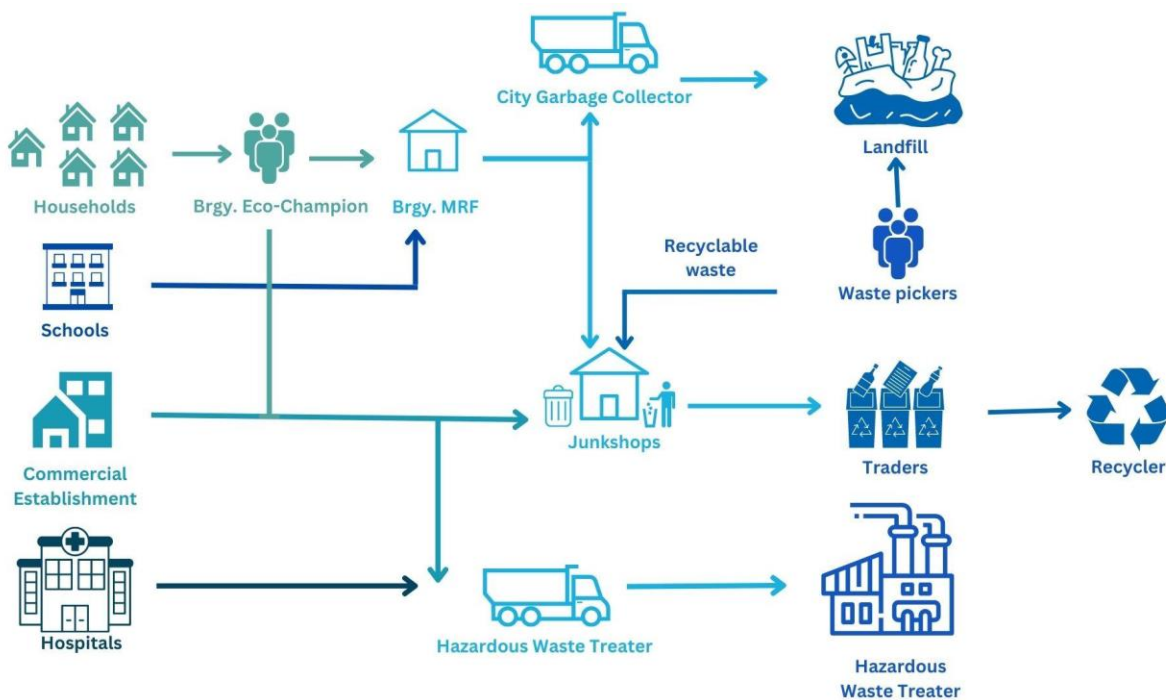 City Garbage Collector
Landfill
Households
Brgy. Eco-Champion
Brgy. MRF
Recyclable
waste
Waste pickers
Schools
Junkshops
Traders
Recycler
Commercial
Establishment
Hospitals
Hazardous Waste Treater
Hazardous
Waste Treater